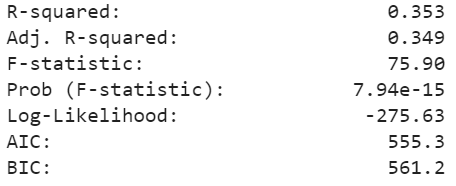 R-squared: 0.353
Adj. R-squared: 0.349
F-statistic: 75.90
Prob (F-statistic): 7.94e-15
Log-Likelihood: -275.63
AIC: 555.3
BIC: 561.2